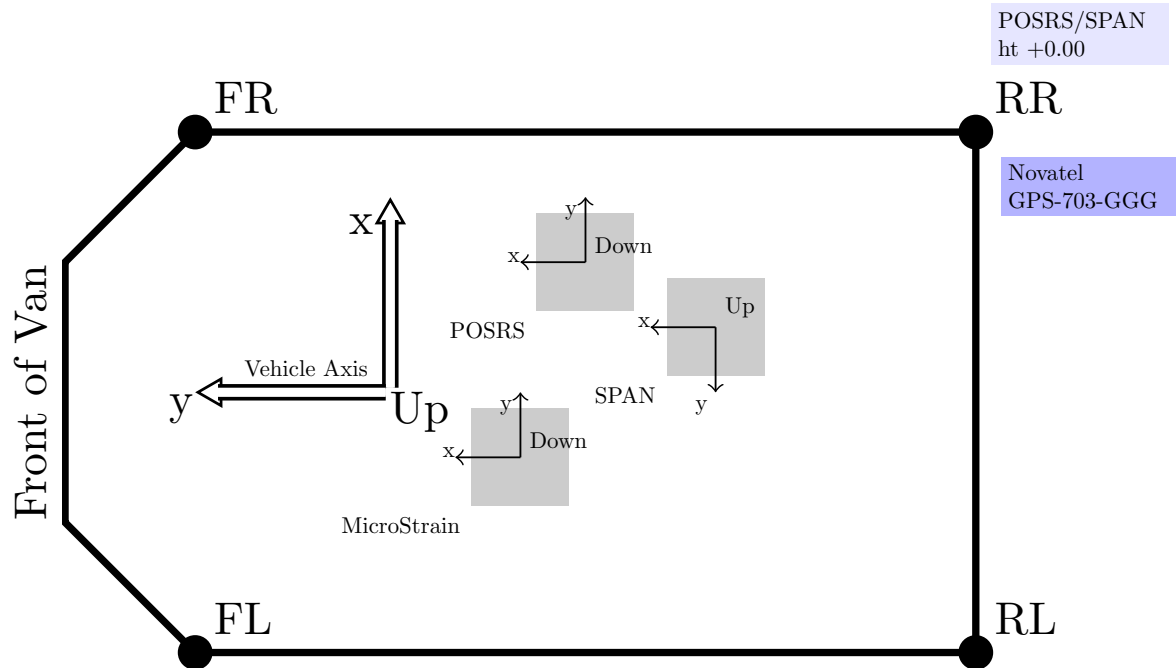 POSRS/SPAN
ht +0.00
FR
RR
Novatel
GPS-703-GGG
x
y
Down
x
Up
x
POSRS
Vehicle Axis
y
Up
SPAN
y
y
Down
x
MicroStrain
Front of Van
FL
RL